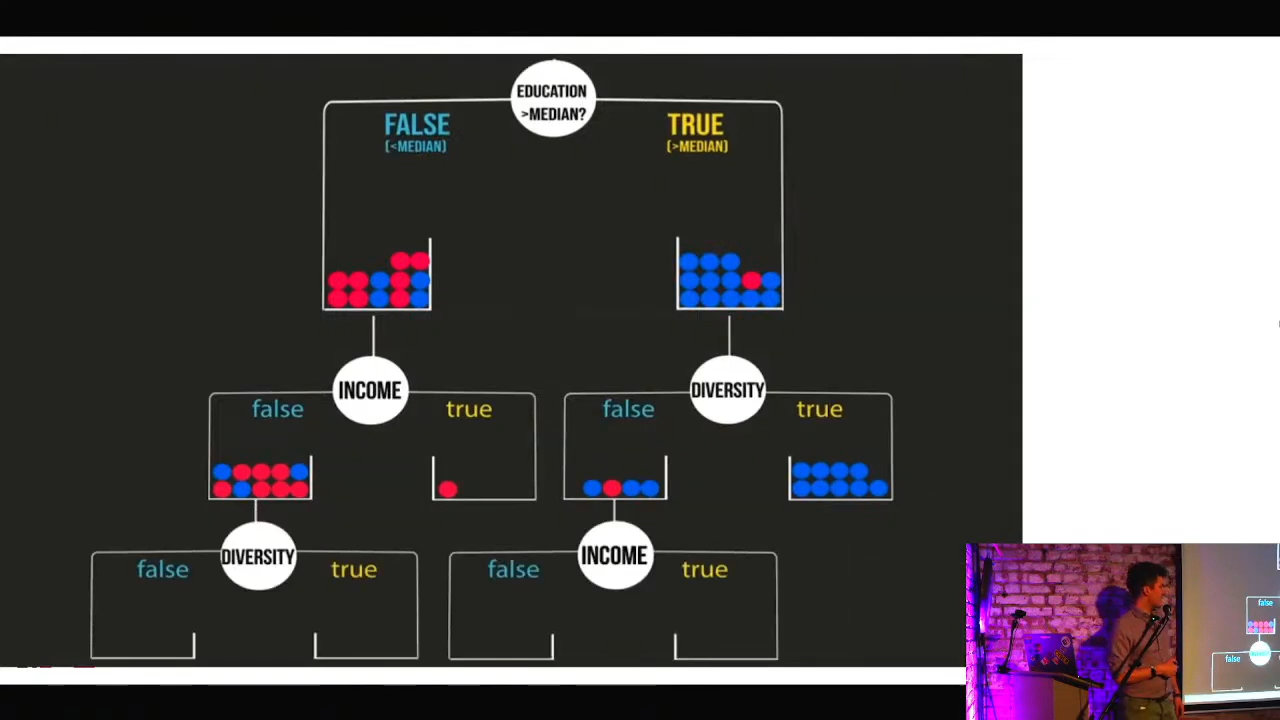 EDUCATION
>MEDIAN?
FALSE
(<MEDIAN)
TRUE
(>MEDIAN)
INCOME
DIVERSITY
false
true
false
true
DIVERSITY
INCOME
false
true
false
true
false
false